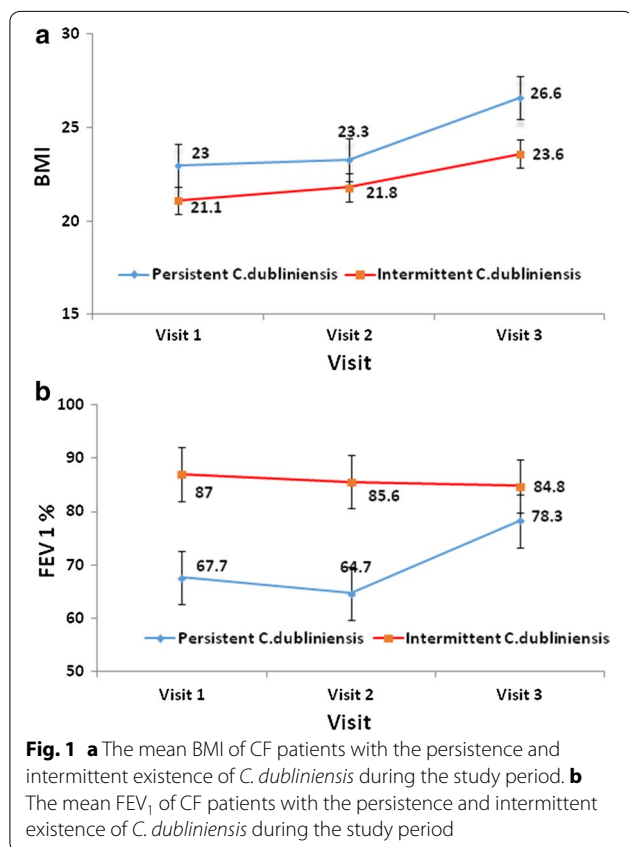 a
30
25
20
15
BMI
23
23.3
26.6
21.1
21.8
23.6
Persistent C.dubliniensis Intermittent C.dubliniensis
Visit 1 Visit 2 Visit 3
Visit
b
100
90
80
70
60
50
FEV 1 %
87
85.6
84.8
67.7
64.7
78.3
Persistent C.dubliniensis Intermittent C.dubliniensis
Visit 1 Visit 2 Visit 3
Visit
Fig. 1 a The mean BMI of CF patients with the persistence and
intermittent existence of C. dubliniensis during the study period. b
The mean FEV₁ of CF patients with the persistence and intermittent
existence of C. dubliniensis during the study period